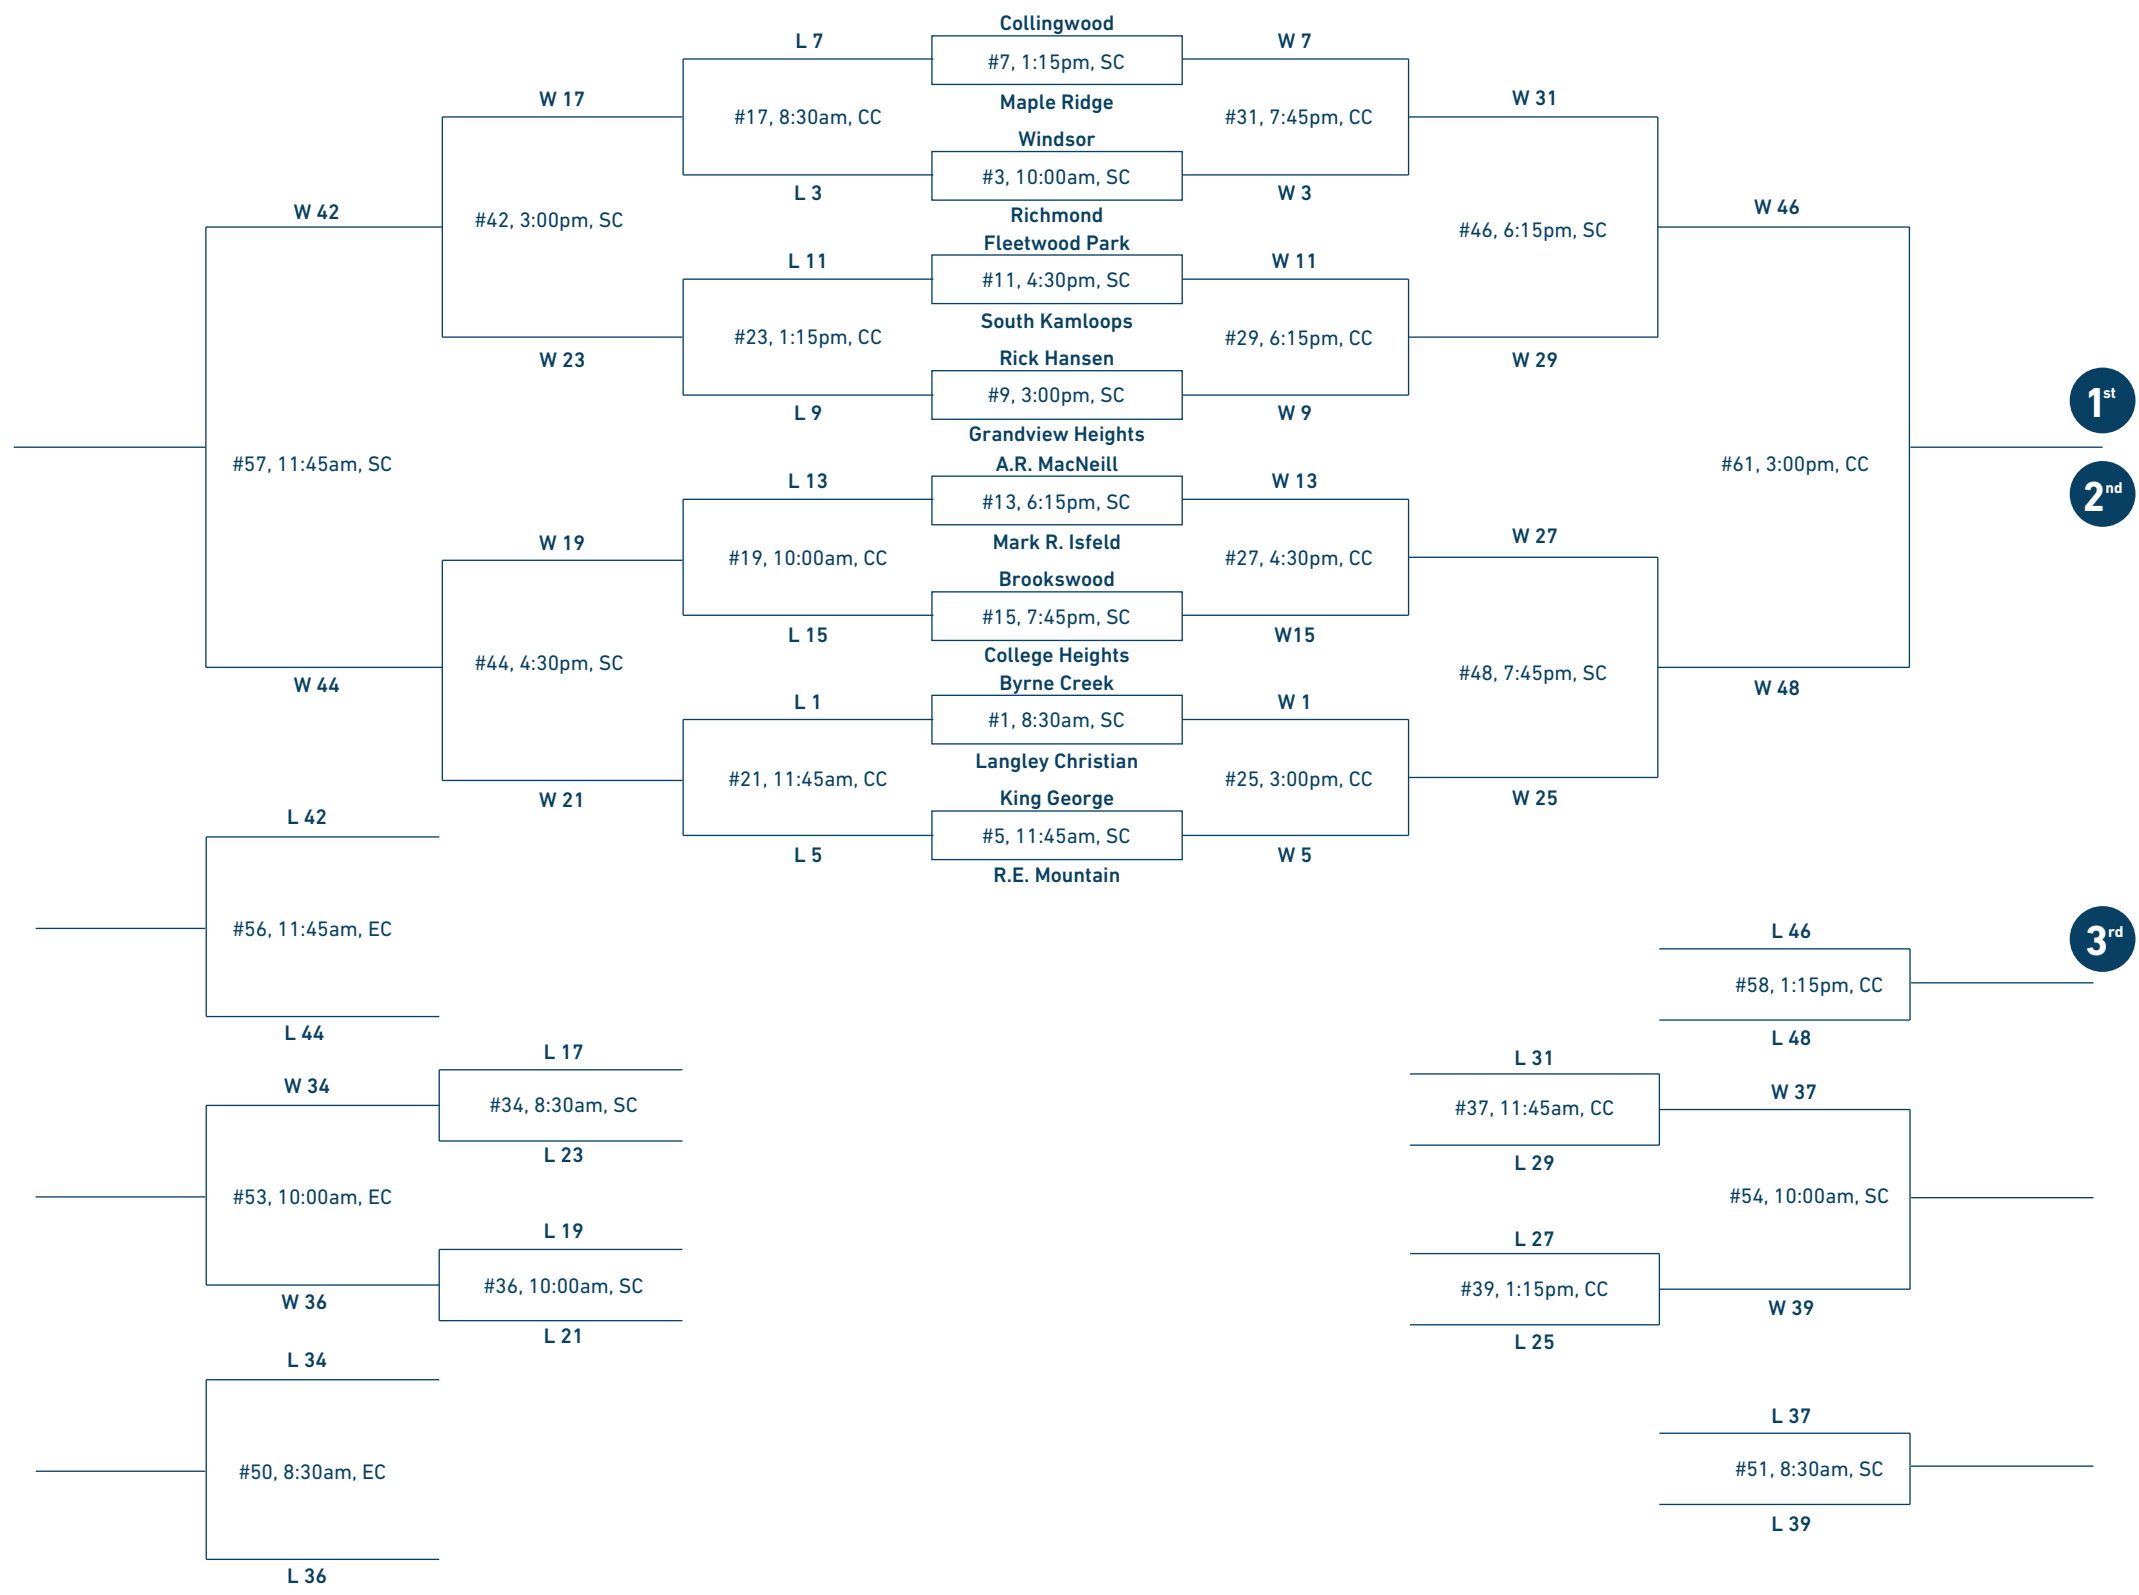 Collingwood
L 7
W 7
#7, 1:15pm, SC
W 17
Maple Ridge
W 31
#17, 8:30am, CC
#31, 7:45pm, CC
Windsor
#3, 10:00am, SC
L 3
W 3
W 42
Richmond
W 46
#42, 3:00pm, SC
#46, 6:15pm, SC
Fleetwood Park
L 11
W 11
#11, 4:30pm, SC
South Kamloops
#23, 1:15pm, CC
#29, 6:15pm, CC
W 23
Rick Hansen
W 29
#9, 3:00pm, SC
1st
L 9
W 9
Grandview Heights
#57, 11:45am, SC
A.R. MacNeill
#61, 3:00pm, CC
L 13
W 13
2nd
#13, 6:15pm, SC
W 19
Mark R. Isfeld
W 27
#19, 10:00am, CC
#27, 4:30pm, CC
Brookswood
#15, 7:45pm, SC
L 15
W15
College Heights
#44, 4:30pm, SC
#48, 7:45pm, SC
W 44
Byrne Creek
W 48
L 1
W 1
#1, 8:30am, SC
Langley Christian
#21, 11:45am, CC
#25, 3:00pm, CC
W 21
King George
W 25
L 42
#5, 11:45am, SC
L 5
W 5
R.E. Mountain
#56, 11:45am, EC
L 46
3rd
#58, 1:15pm, CC
L 44
L 48
L 17
L 31
W 34
W 37
#34, 8:30am, SC
#37, 11:45am, CC
L 23
L 29
#53, 10:00am, EC
#54, 10:00am, SC
L 19
L 27
#36, 10:00am, SC
#39, 1:15pm, CC
W 36
W 39
L 21
L 25
L 34
L 37
#50, 8:30am, EC
#51, 8:30am, SC
L 39
L 36